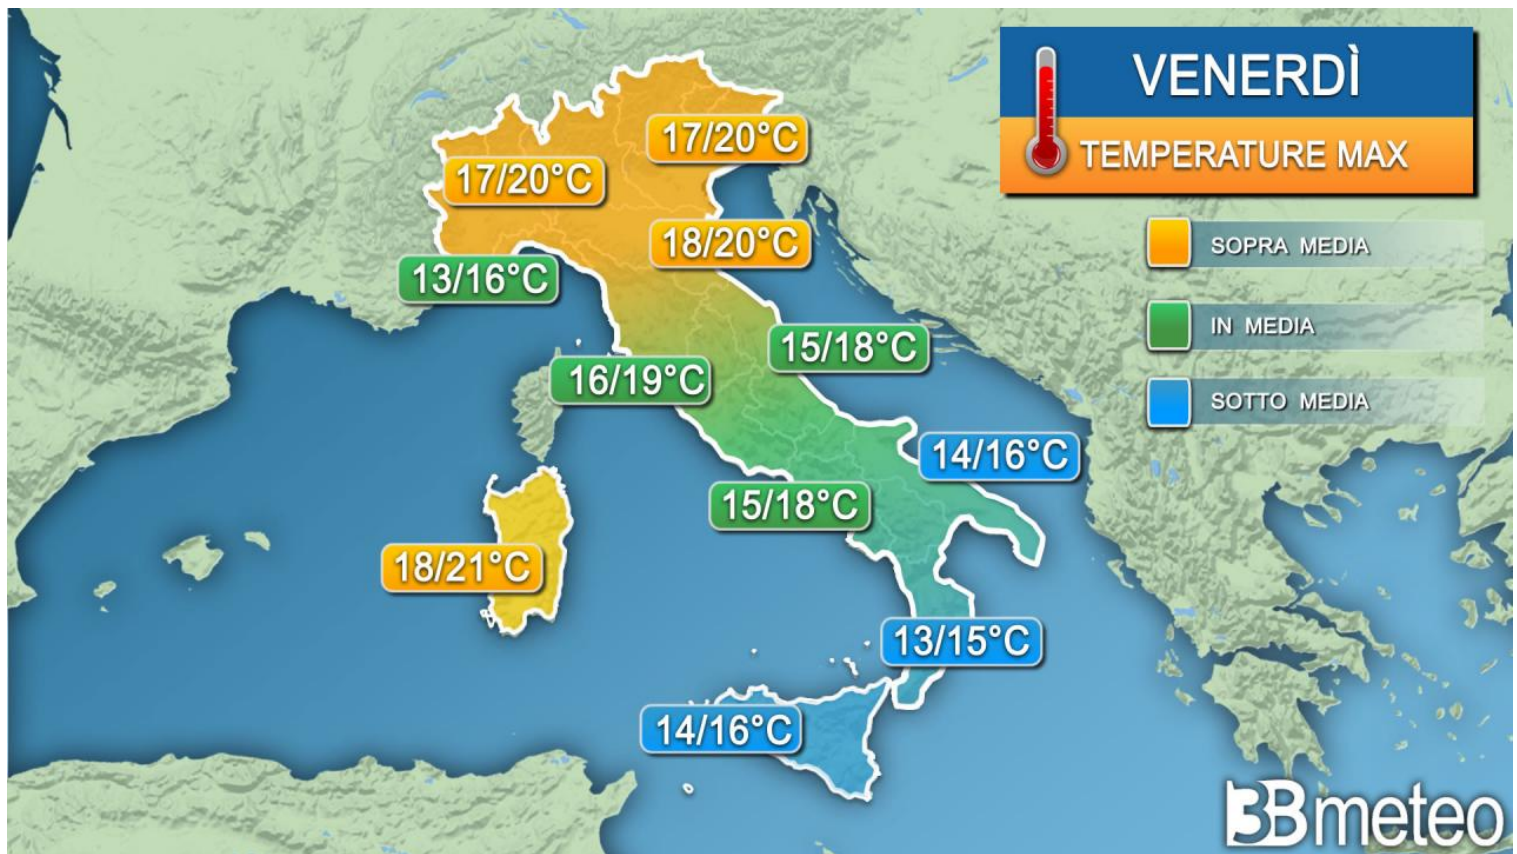 VENERDÌ
TEMPERATURE MAX
17/20°C
17/20°C
18/20°C
SOPRA MEDIA
13/16°C
IN MEDIA
15/18°C
16/19°C
SOTTO MEDIA
14/16°C
15/18°C
18/21°C
13/15°C
14/16°C
3Bmeteo